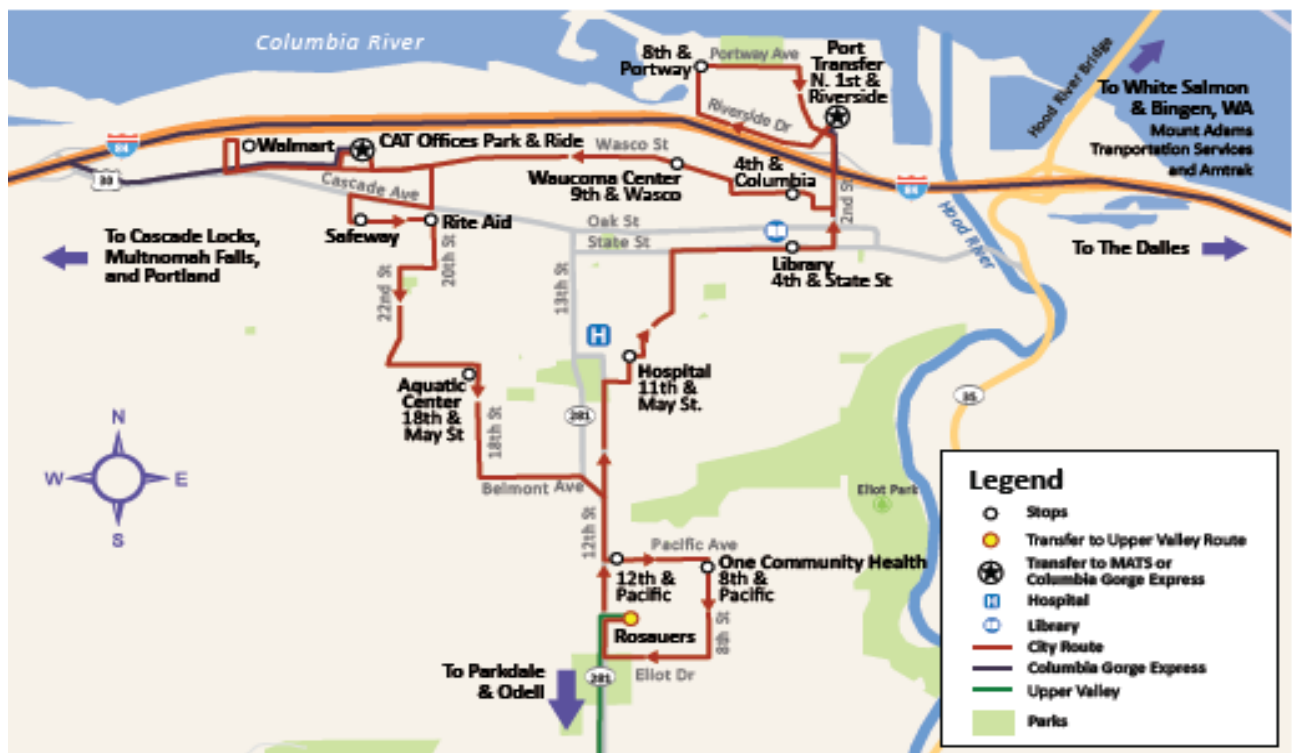 Columbia River
8th &
Portway
Portway Ave
Port
Transfer
N. 1st &
Riverside
Riverside Dr
Hood River Bridge
To White Salmon
& Bingen, WA
Mount Adams
Tranportation Services
and Amtrak
84
Walmart
CAT Offices Park & Ride
Wasco St
Waucoma Center
9th & Wasco
4th &
Columbia
84
30
Cascade Ave
2nd St
Hood River
Safeway
Rite Aid
Oak St
State St
Library
4th & State St
To Cascade Locks,
Multnomah Falls,
and Portland
To The Dalles
20th St
22nd St
13th St
H
Hospital
11th &
May St.
Aquatic
Center
18th &
May St
18th St
281
35
N
W
E
S
Belmont Ave
12th St
Eliot Park
Pacific Ave
One Community Health
8th &
Pacific
12th &
Pacific
Rosauers
8th St
Eliot Dr
281
To Parkdale
& Odell
Legend
Stops
Transfer to Upper Valley Route
Transfer to MATS or
Columbia Gorge Express
H
Hospital
Library
City Route
Columbia Gorge Express
Upper Valley
Parks